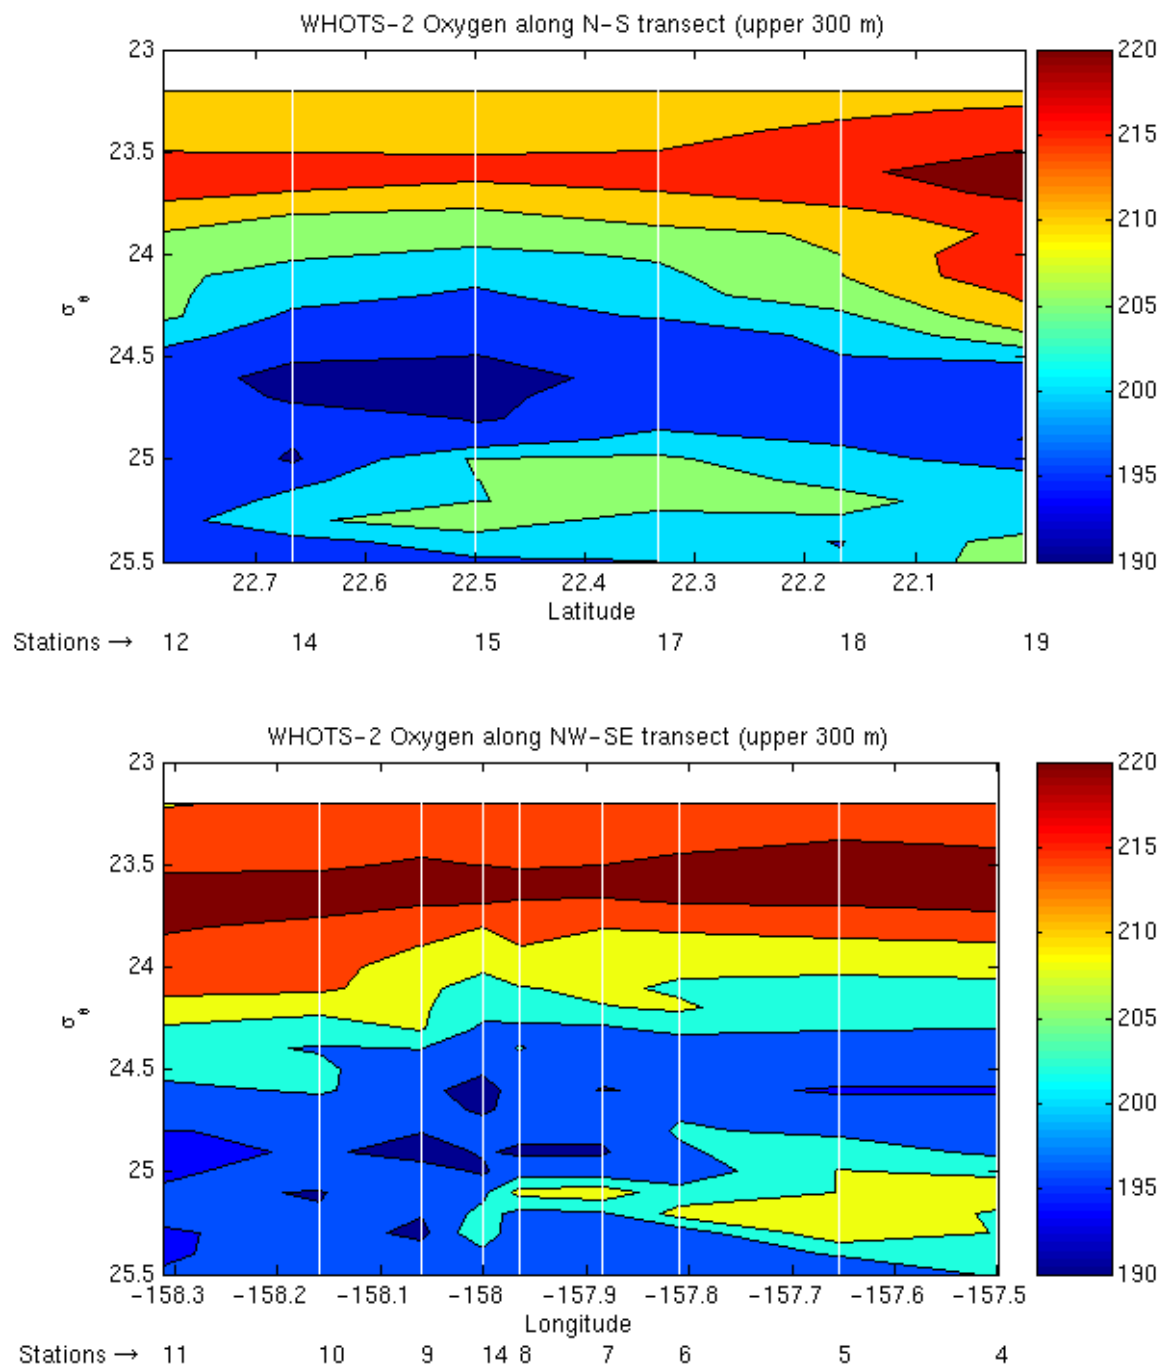 WHOTS-2 Oxygen along N-S transect (upper 300 m)
23
23.5
24
24.5
25
25.5
σ_θ
22.7 22.6 22.5 22.4 22.3 22.2 22.1
Latitude
Stations → 12 14 15 17 18 19
220
215
210
205
200
195
190
WHOTS-2 Oxygen along NW-SE transect (upper 300 m)
23
23.5
24
24.5
25
25.5
σ_θ
-158.3 -158.2 -158.1 -158 -157.9 -157.8 -157.7 -157.6 -157.5
Longitude
Stations → 11 10 9 14 8 7 6 5 4
220
215
210
205
200
195
190